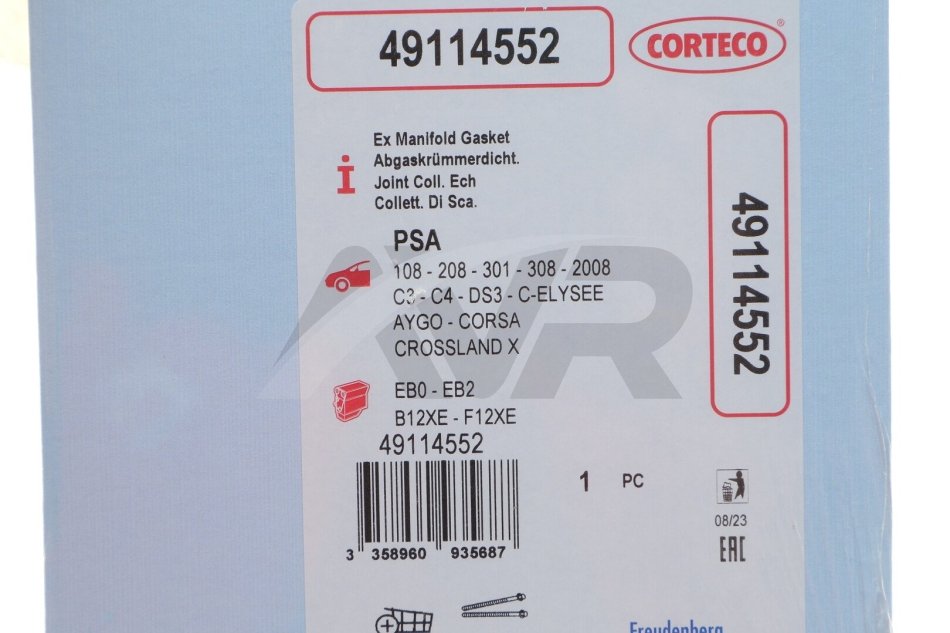 49114552
CORTECO®
Ex Manifold Gasket
Abgaskrümmerdicht.
Joint Coll. Ech
Collett. Di Sca.
i
PSA
108 - 208 - 301 - 308 - 2008
C3 - C4 - DS3 - C-ELYSEE
AYGO - CORSA
CROSSLAND X
49114552
AVR
EB0 - EB2
B12XE - F12XE
49114552
1 PC
3 358960 935687
08/23
EAC
Freudenberg